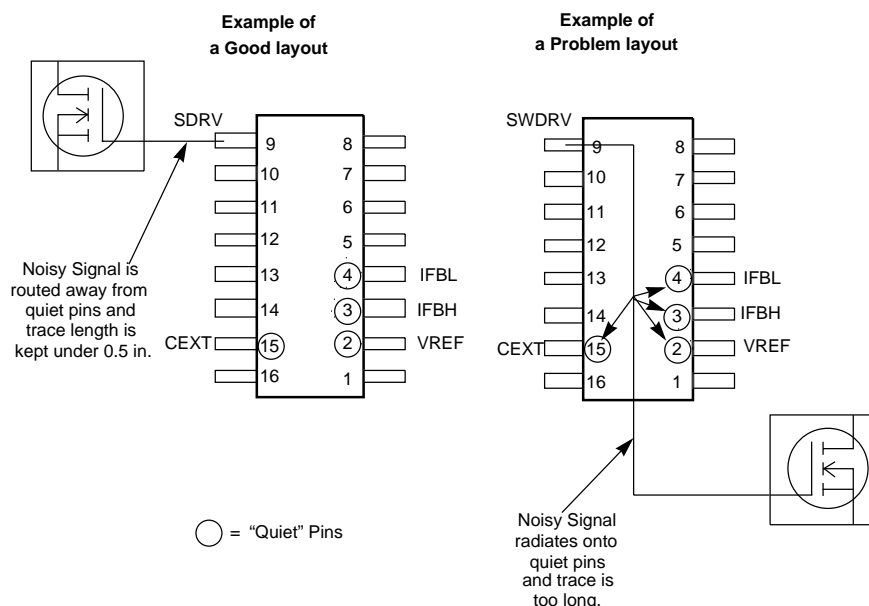 Example of
a Good layout
SDRV
9 8
10 7
11 6
12 5
13 4 IFBL
14 3 IFBH
CEXT 15 2 VREF
16 1
Noisy Signal is
routed away from
quiet pins and
trace length is
kept under 0.5 in.
= “Quiet” Pins
Example of
a Problem layout
SWDRV
9 8
10 7
11 6
12 5
13 4 IFBL
14 3 IFBH
CEXT 15 2 VREF
16 1
Noisy Signal
radiates onto
quiet pins
and trace is
too long.